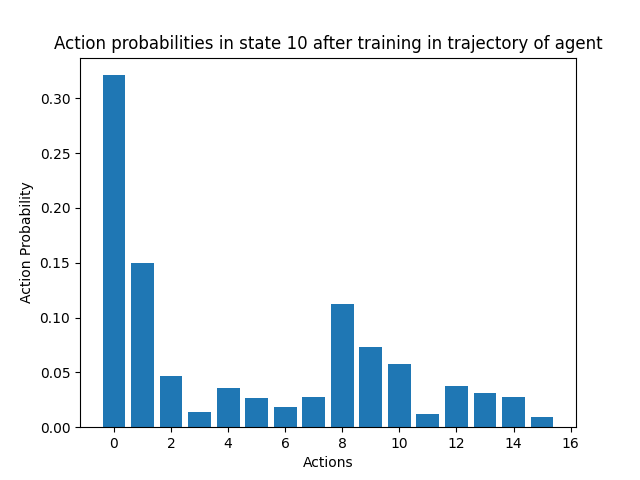 Action probabilities in state 10 after training in trajectory of agent
0.30
0.25
0.20
0.15
0.10
0.05
0.00
Action Probability
0 2 4 6 8 10 12 14 16
Actions